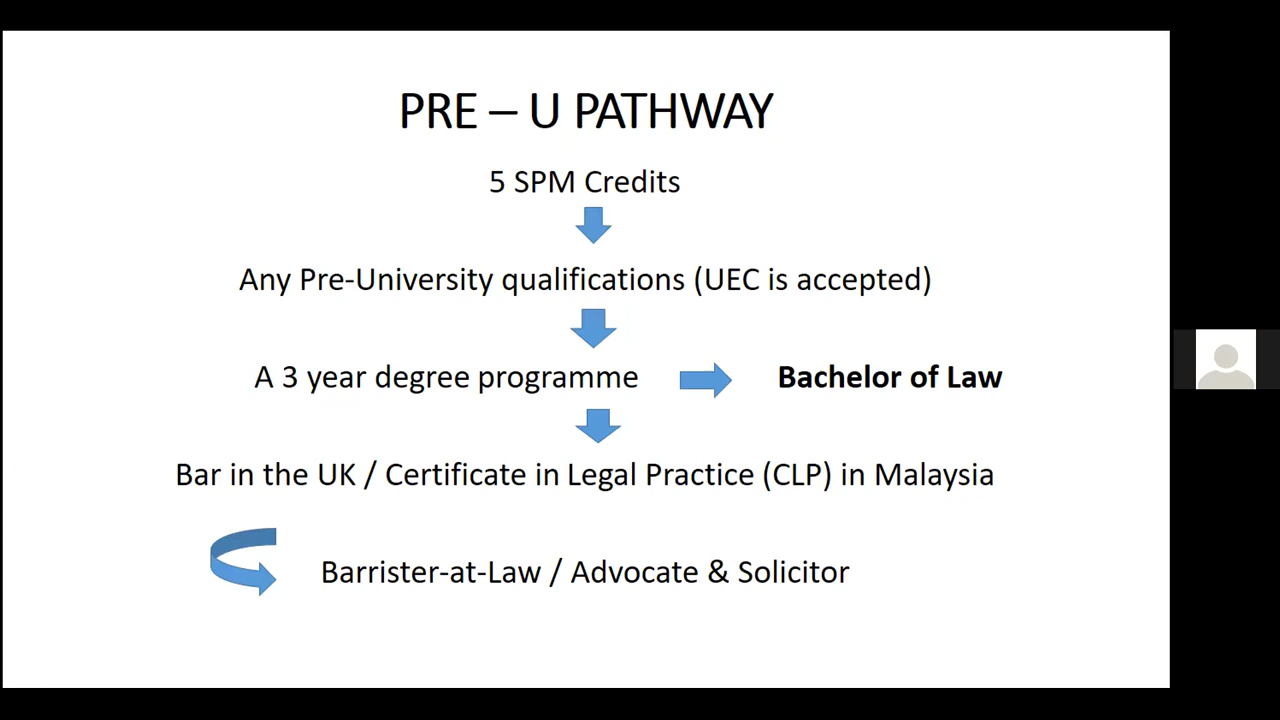 PRE – U PATHWAY
5 SPM Credits
Any Pre-University qualifications (UEC is accepted)
A 3 year degree programme
Bachelor of Law
Bar in the UK / Certificate in Legal Practice (CLP) in Malaysia
Barrister-at-Law / Advocate & Solicitor